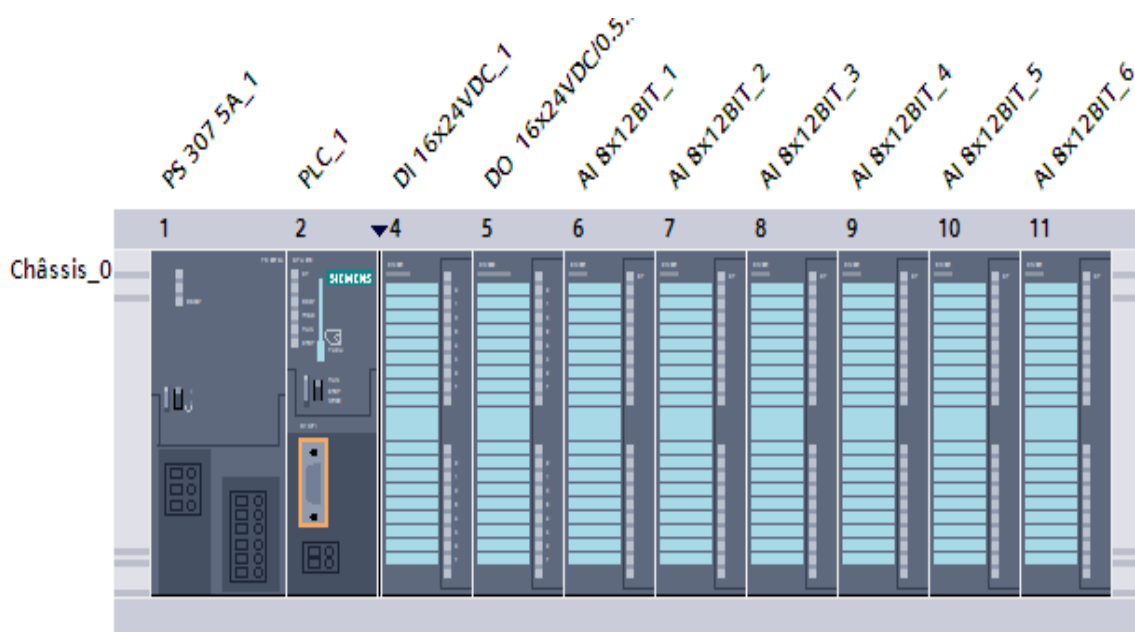 PS 307 5A_1
PLC_1
DI 16x24VDC_1
DO 16x24VDC/0.5...
AI 8x12BIT_1
AI 8x12BIT_2
AI 8x12BIT_3
AI 8x12BIT_4
AI 8x12BIT_5
AI 8x12BIT_6
1 2 4 5 6 7 8 9 10 11
Châssis_0
SIEMENS